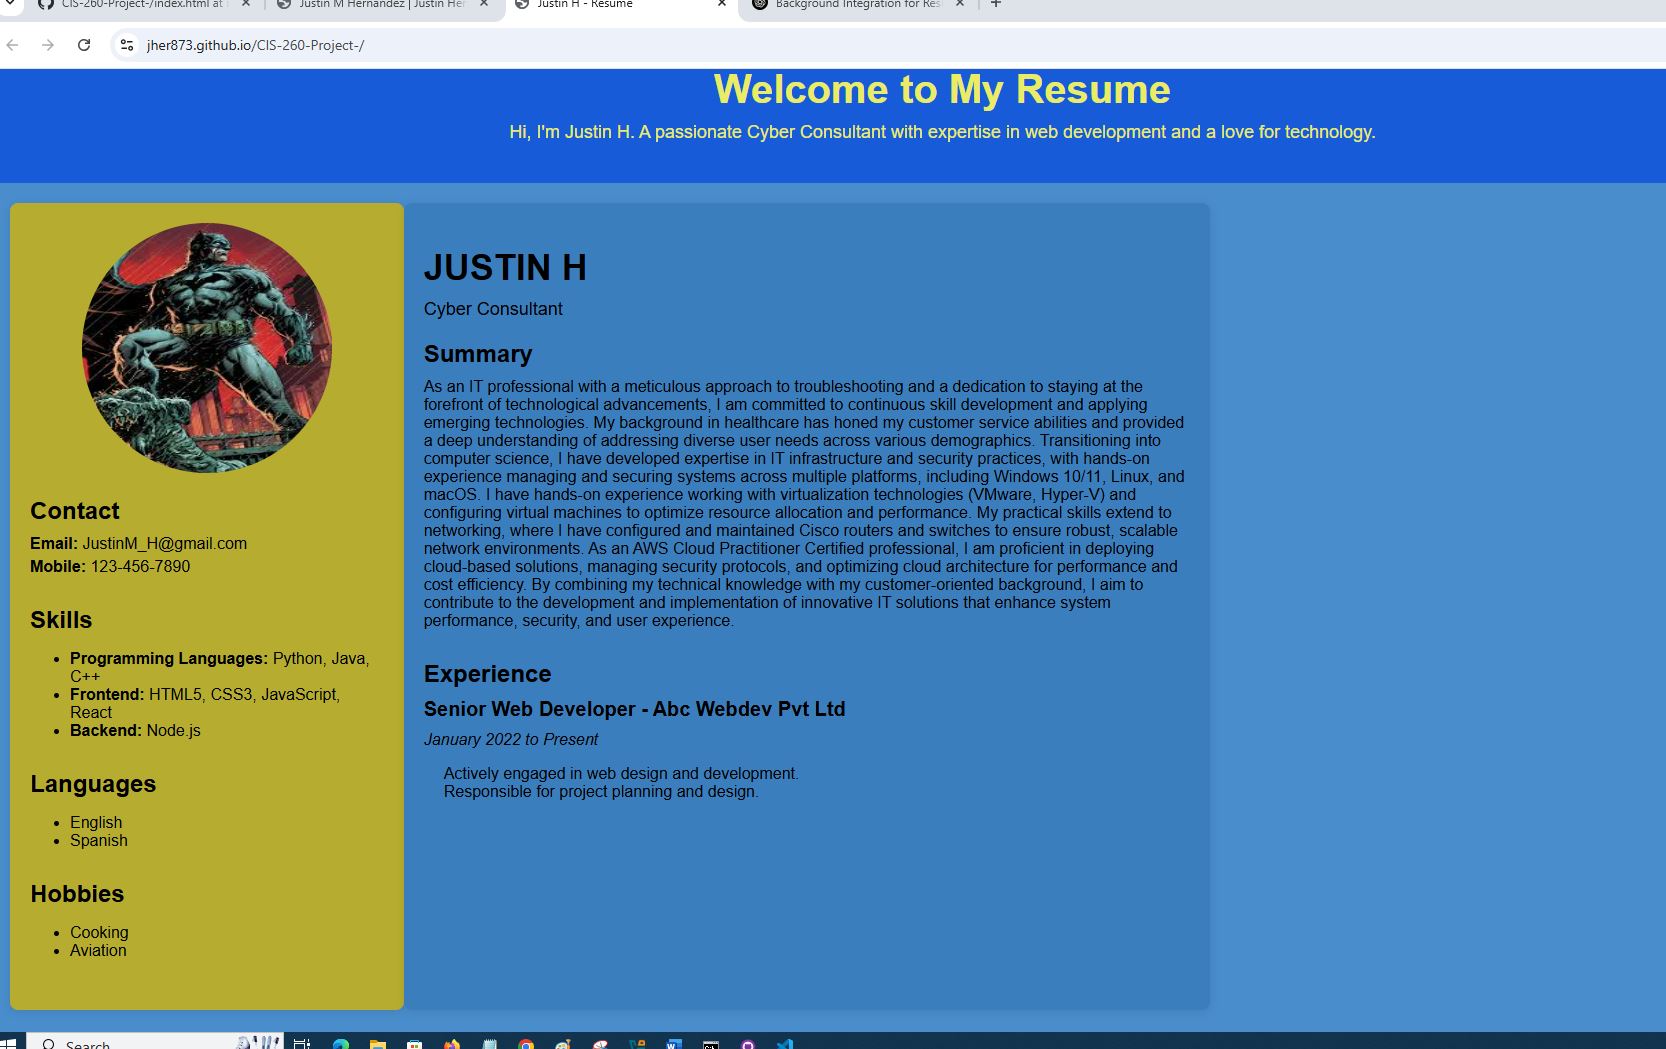 CIS-260-Project-/index.html at
Justin M Hernandez | Justin Her
Justin H - Resume
Background Integration for Res
jher873.github.io/CIS-260-Project-/
Welcome to My Resume
Hi, I'm Justin H. A passionate Cyber Consultant with expertise in web development and a love for technology.
Contact
Email: JustinM_H@gmail.com
Mobile: 123-456-7890
Skills
Programming Languages: Python, Java,
C++
Frontend: HTML5, CSS3, JavaScript,
React
Backend: Node.js
Languages
English
Spanish
Hobbies
Cooking
Aviation
JUSTIN H
Cyber Consultant
Summary
As an IT professional with a meticulous approach to troubleshooting and a dedication to staying at the
forefront of technological advancements, I am committed to continuous skill development and applying
emerging technologies. My background in healthcare has honed my customer service abilities and provided
a deep understanding of addressing diverse user needs across various demographics. Transitioning into
computer science, I have developed expertise in IT infrastructure and security practices, with hands-on
experience managing and securing systems across multiple platforms, including Windows 10/11, Linux, and
macOS. I have hands-on experience working with virtualization technologies (VMware, Hyper-V) and
configuring virtual machines to optimize resource allocation and performance. My practical skills extend to
networking, where I have configured and maintained Cisco routers and switches to ensure robust, scalable
network environments. As an AWS Cloud Practitioner Certified professional, I am proficient in deploying
cloud-based solutions, managing security protocols, and optimizing cloud architecture for performance and
cost efficiency. By combining my technical knowledge with my customer-oriented background, I aim to
contribute to the development and implementation of innovative IT solutions that enhance system
performance, security, and user experience.
Experience
Senior Web Developer - Abc Webdev Pvt Ltd
January 2022 to Present
Actively engaged in web design and development.
Responsible for project planning and design.
Search